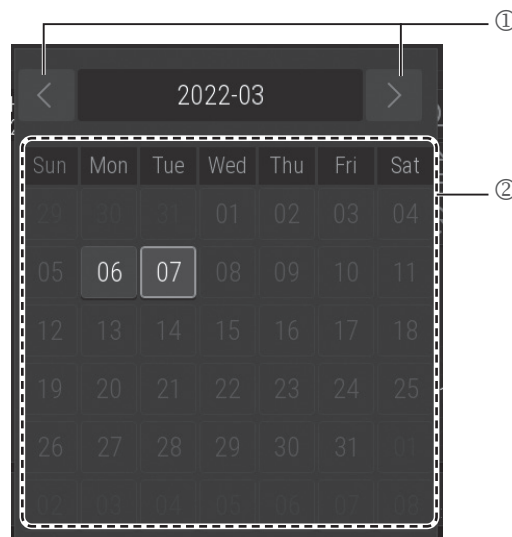 ①
< 2022-03 >
Sun Mon Tue Wed Thu Fri Sat
29 30 31 01 02 03 04
②
05 06 07 08 09 10 11
12 13 14 15 16 17 18
19 20 21 22 23 24 25
26 27 28 29 30 31 01
02 03 04 05 06 07 08